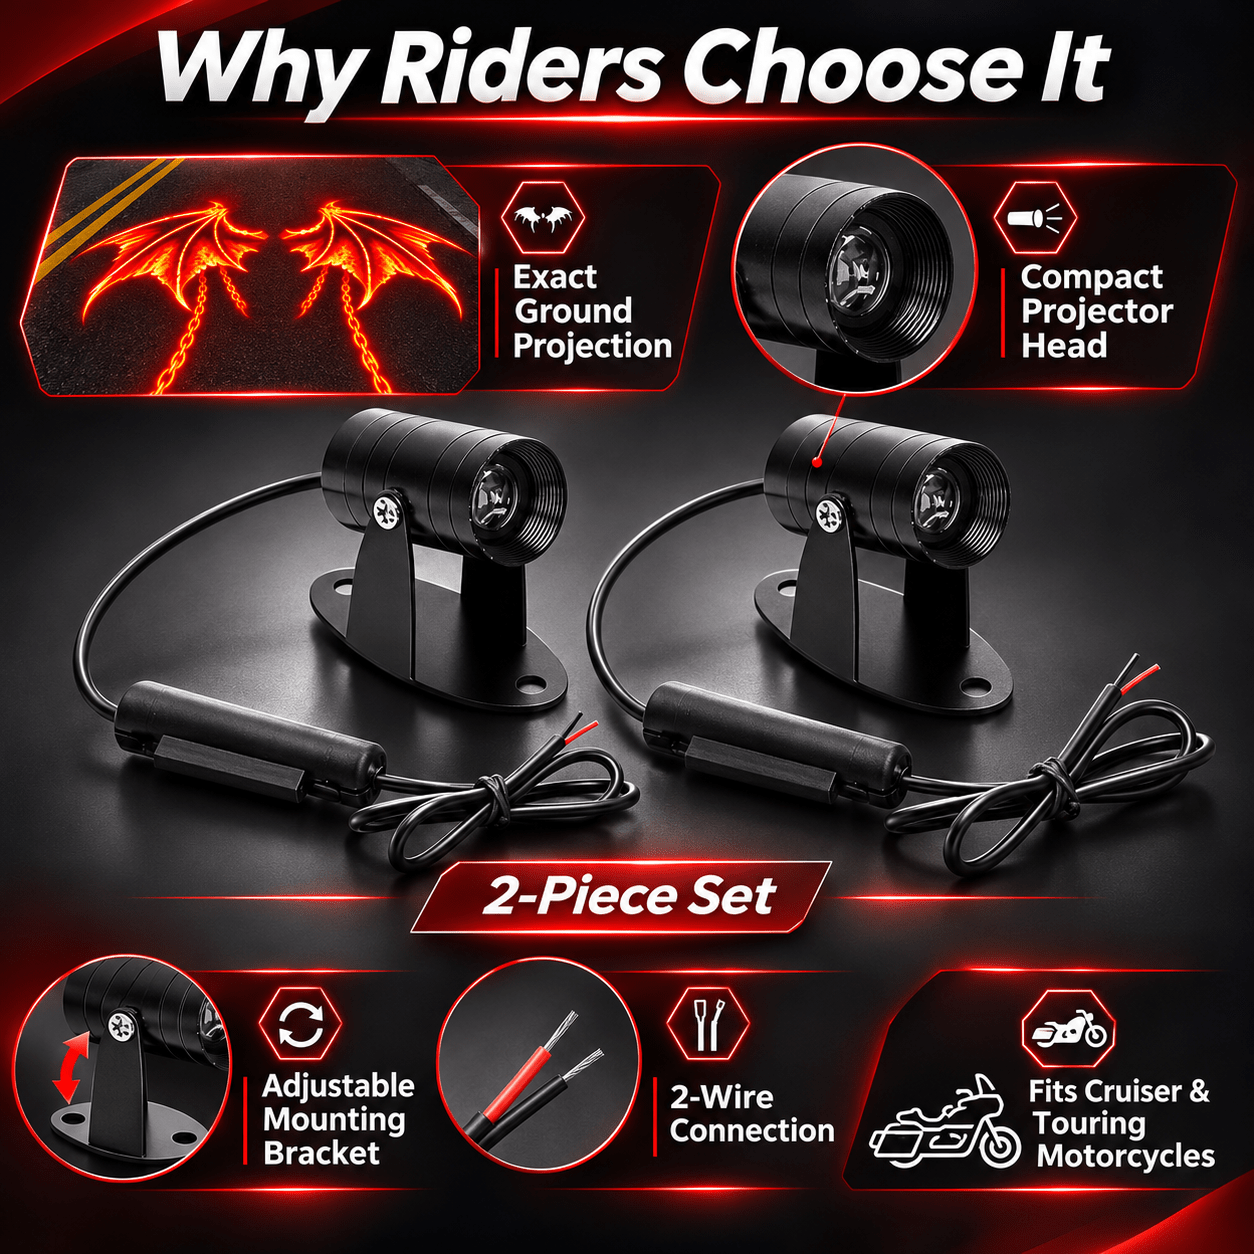 Why Riders Choose It
Exact
Ground
Projection
Compact
Projector
Head
2-Piece Set
Adjustable
Mounting
Bracket
2-Wire
Connection
Fits Cruiser &
Touring
Motorcycles